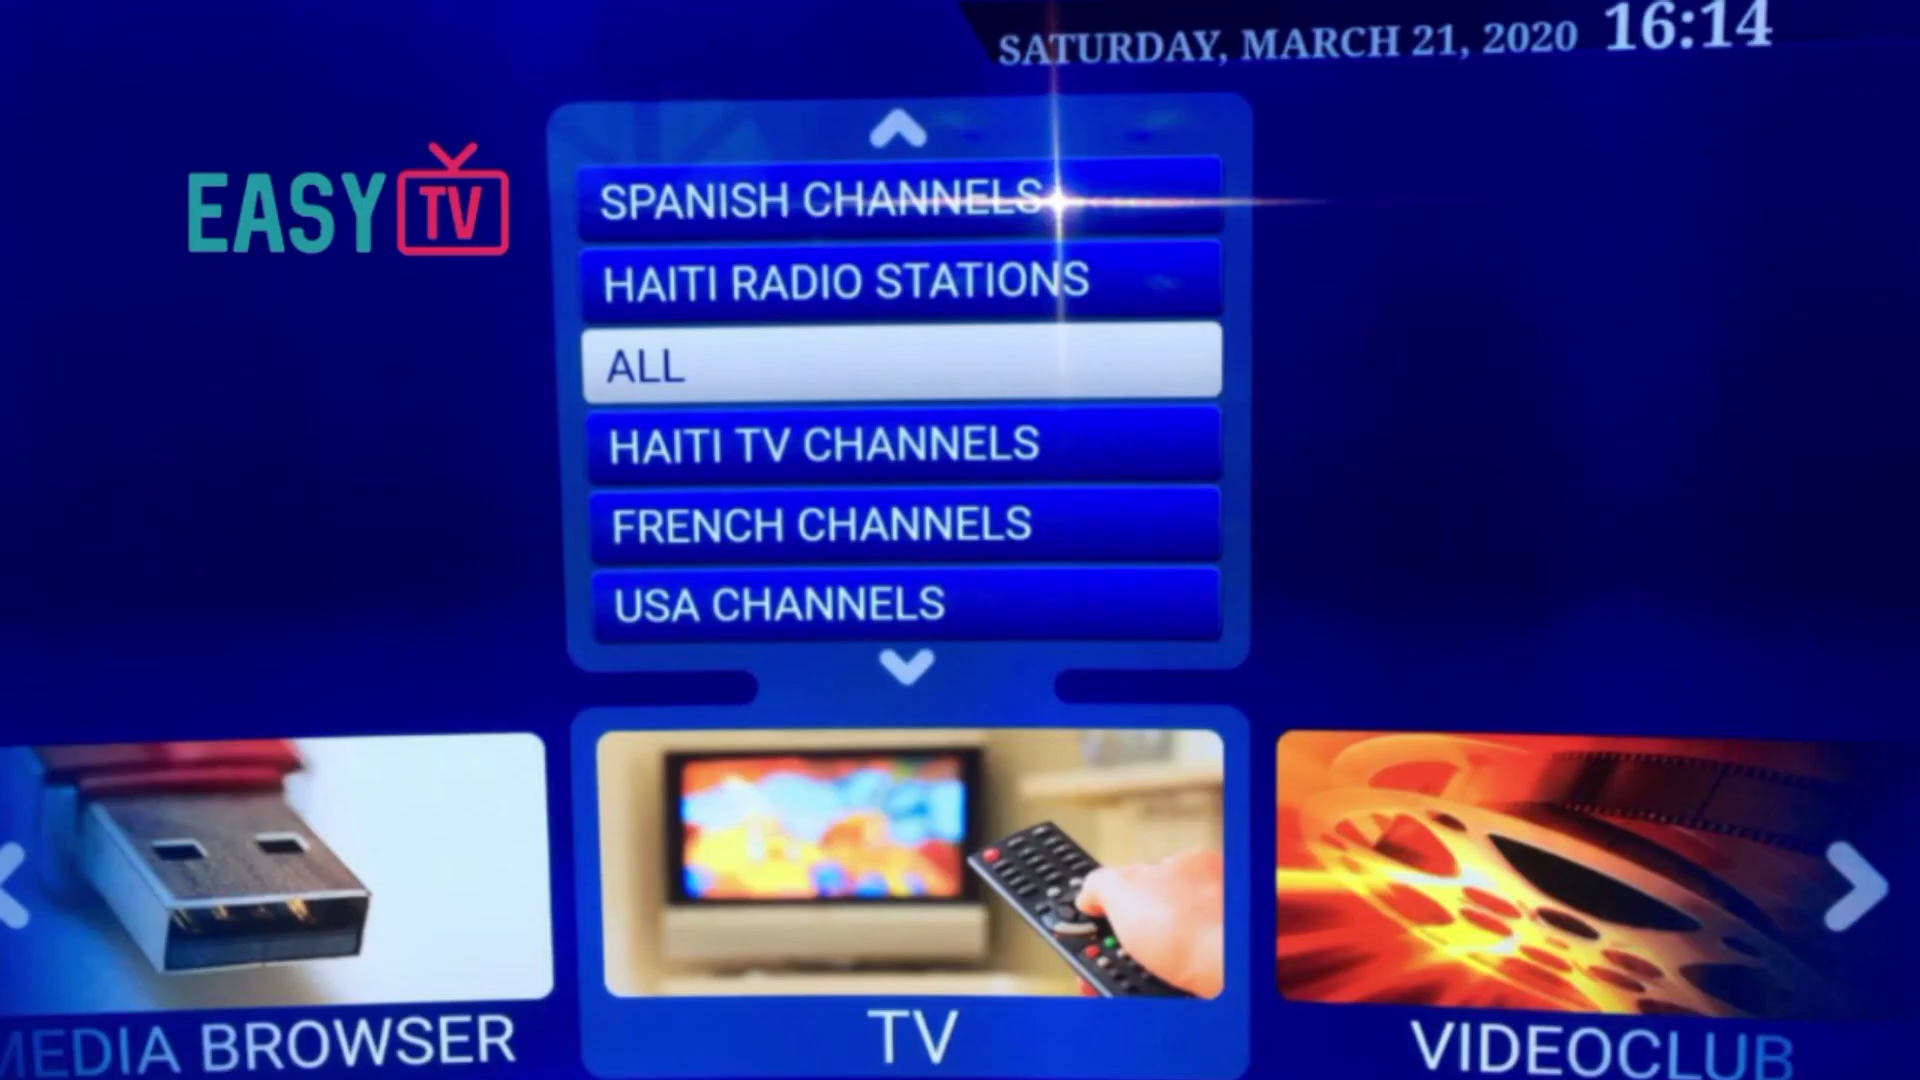 SATURDAY, MARCH 21, 2020 16:14
EASY TV
SPANISH CHANNELS
HAITI RADIO STATIONS
ALL
HAITI TV CHANNELS
FRENCH CHANNELS
USA CHANNELS
MEDIA BROWSER
TV
VIDEOCLUB